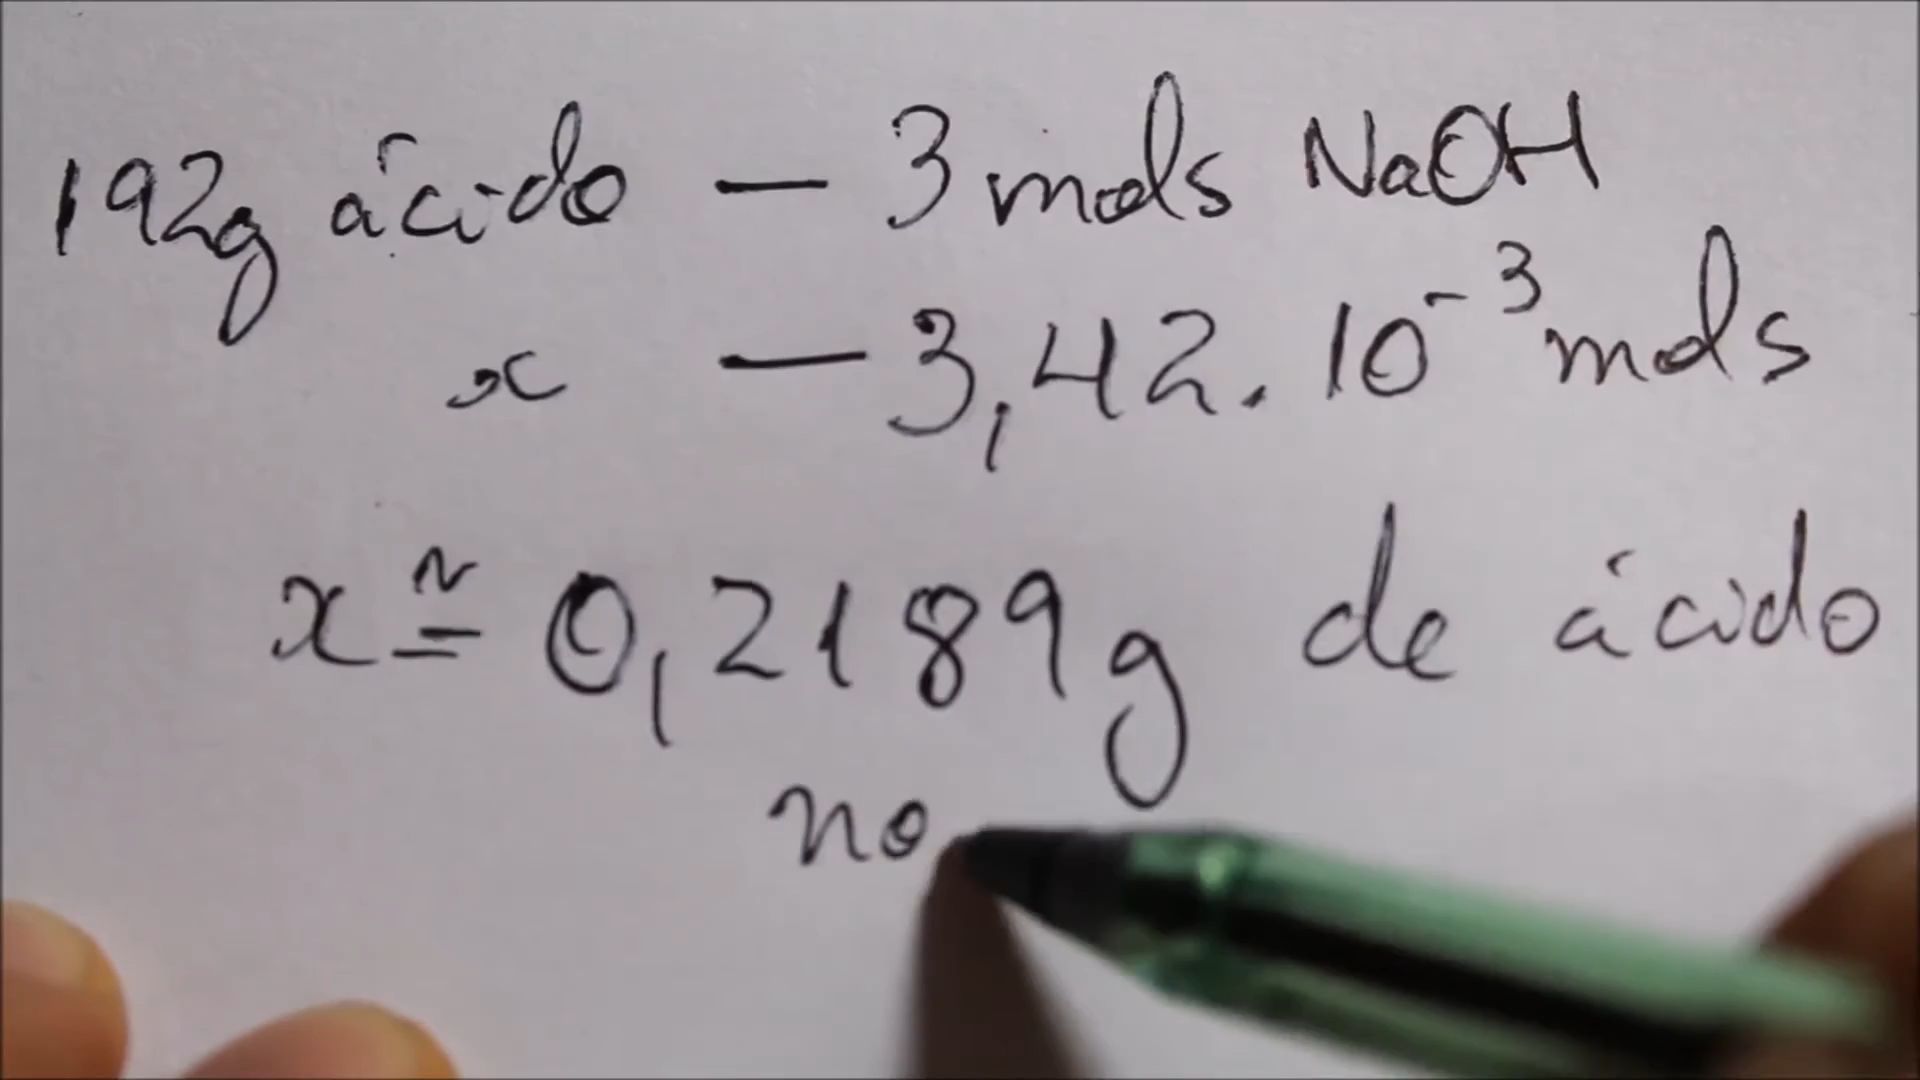 192g ácido — 3 mols NaOH
x — 3,42. 10⁻³ mols
x ≅ 0,2189g de ácido
no